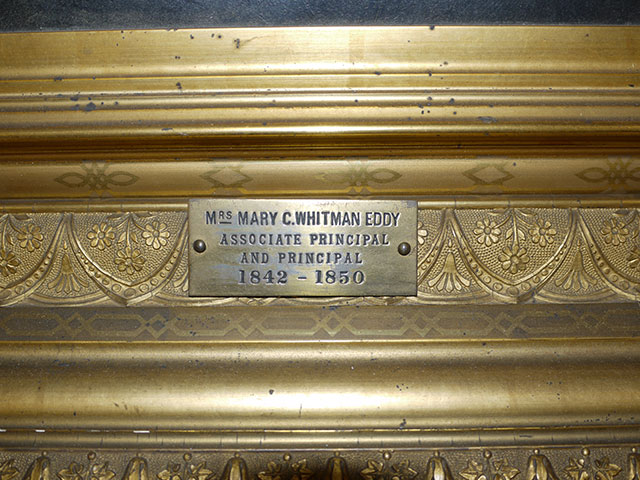 Mrs MARY C. WHITMAN EDDY
ASSOCIATE PRINCIPAL
AND PRINCIPAL
1842 - 1850